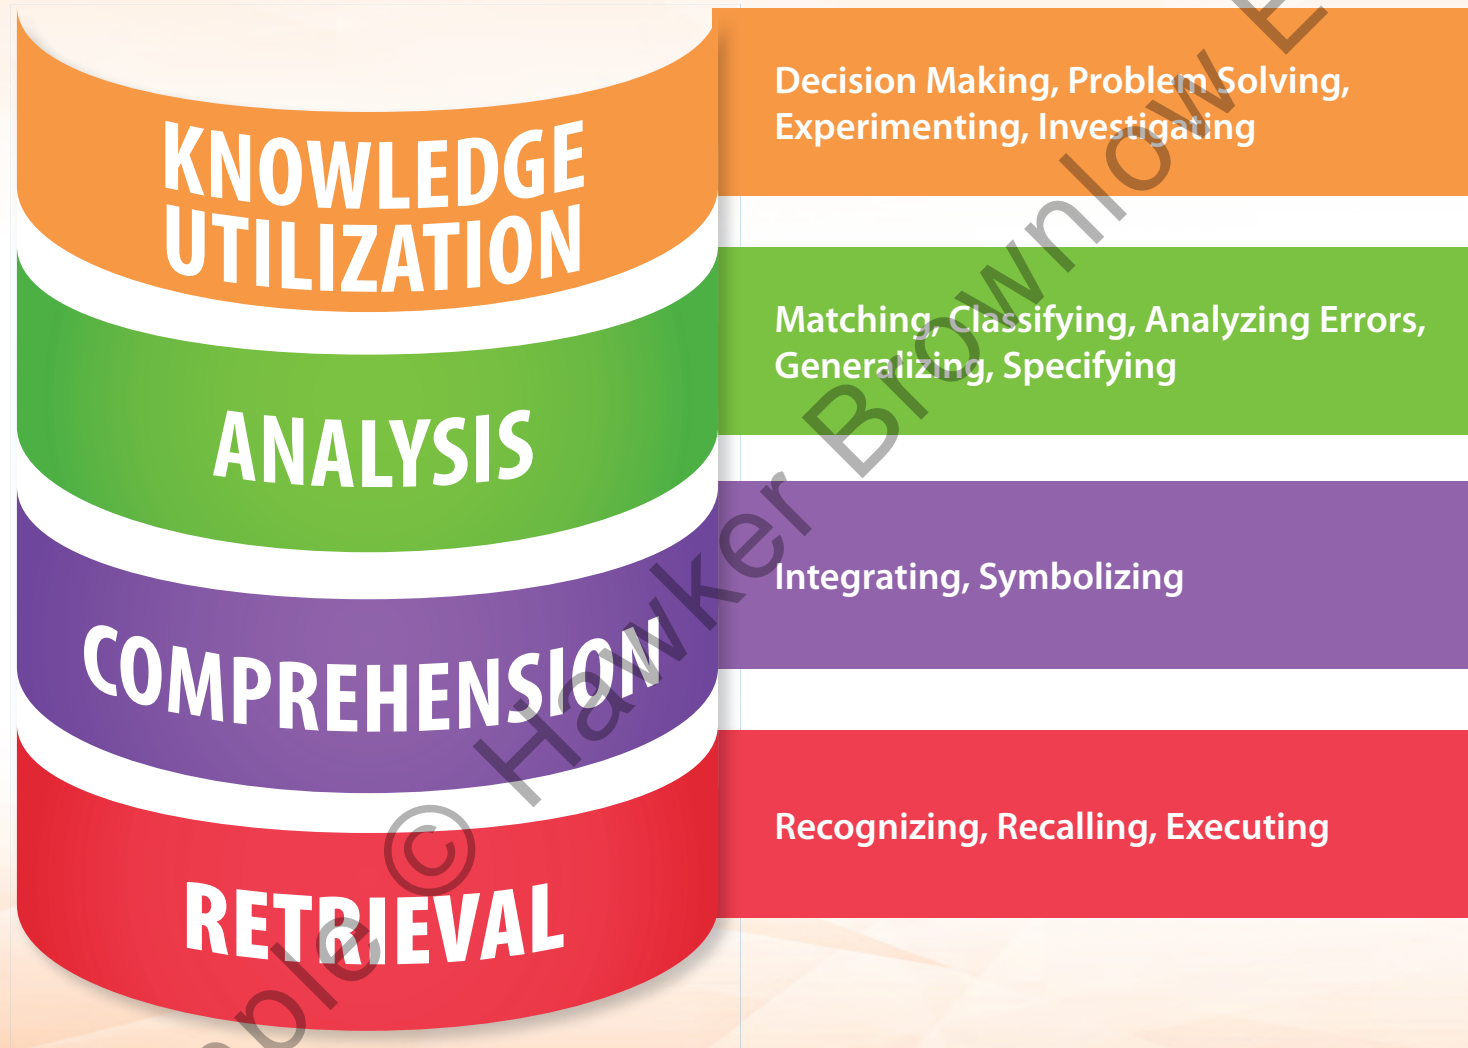 KNOWLEDGE
UTILIZATION
Decision Making, Problem Solving,
Experimenting, Investigating
ANALYSIS
Matching, Classifying, Analyzing Errors,
Generalizing, Specifying
COMPREHENSION
Integrating, Symbolizing
RETRIEVAL
Recognizing, Recalling, Executing
© Hawker Brownlow